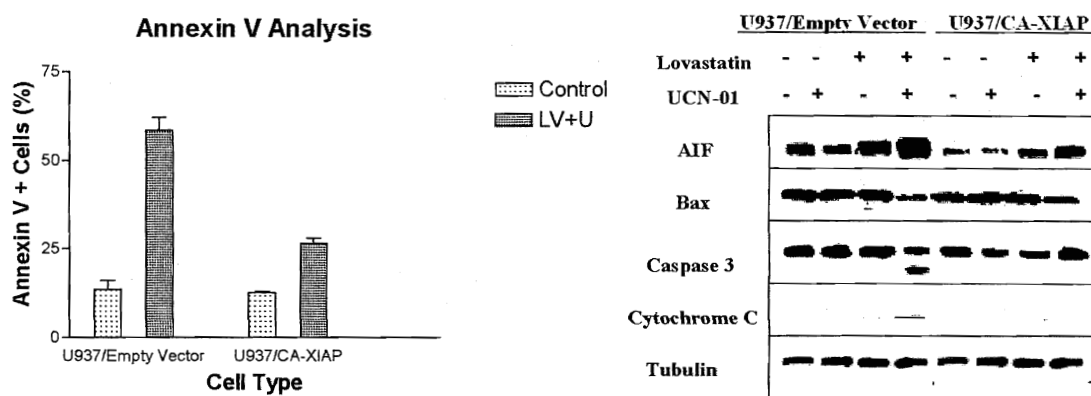 Annexin V Analysis
Annexin V + Cells (%)
75
50
25
0
Control
LV+U
U937/Empty Vector U937/CA-XIAP
Cell Type
U937/Empty Vector U937/CA-XIAP
Lovastatin - - + + - - + +
UCN-01 - + - + - + - +
AIF
Bax
Caspase 3
Cytochrome C
Tubulin